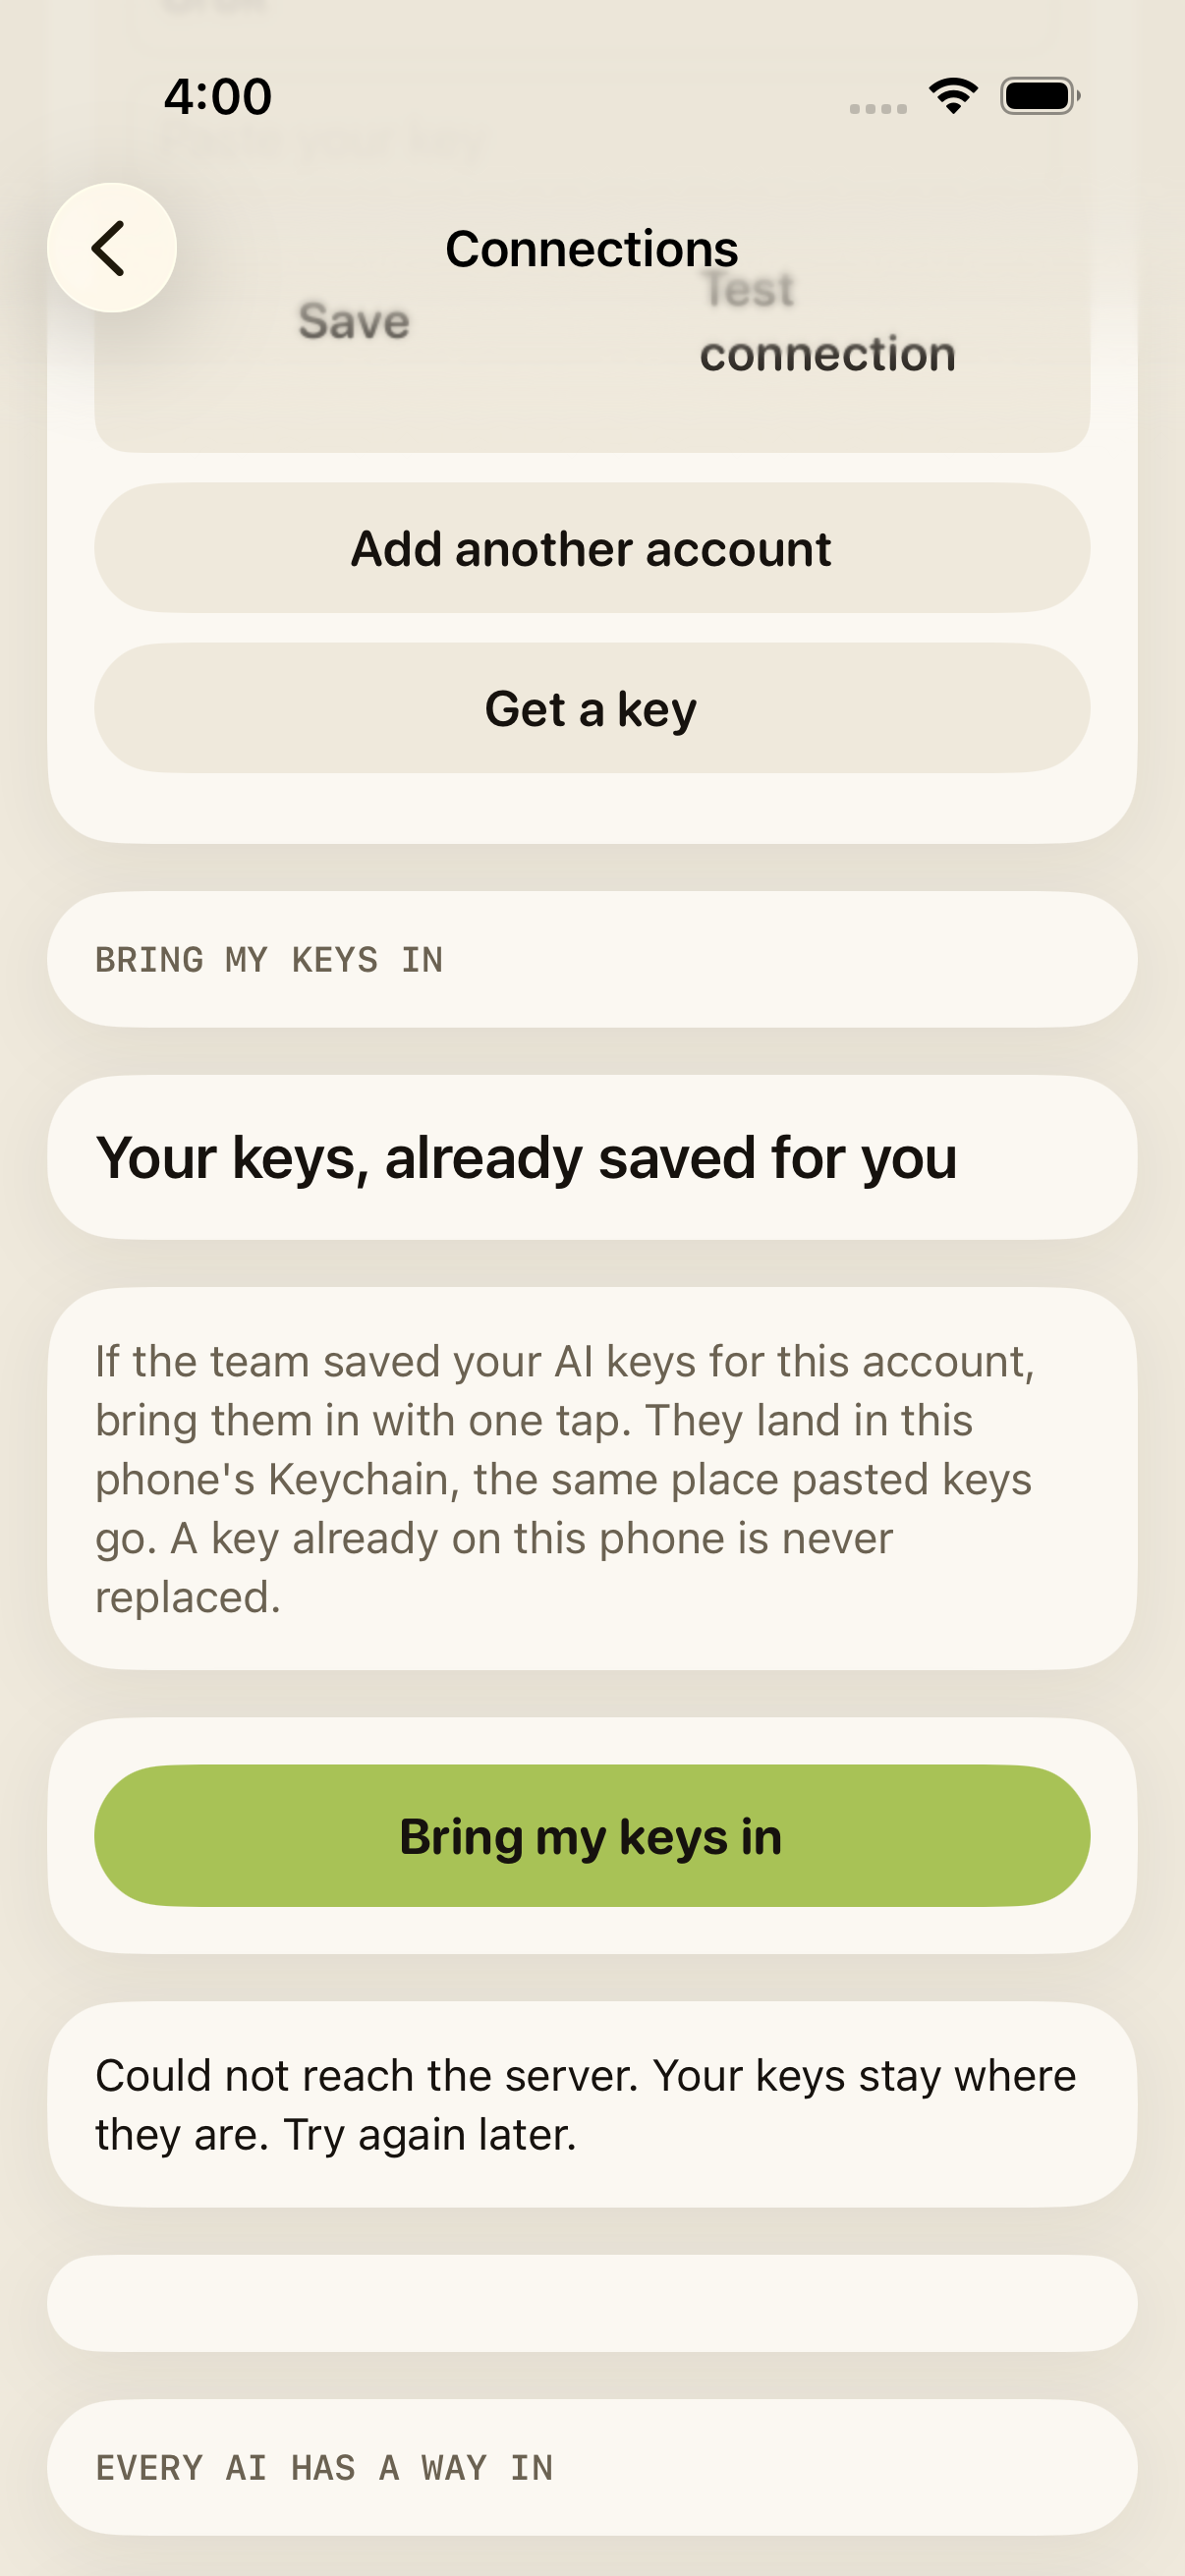 4:00
Paste your key
Connections
Save
Test
connection
Add another account
Get a key
BRING MY KEYS IN
Your keys, already saved for you
If the team saved your AI keys for this account,
bring them in with one tap. They land in this
phone's Keychain, the same place pasted keys
go. A key already on this phone is never
replaced.
Bring my keys in
Could not reach the server. Your keys stay where
they are. Try again later.
EVERY AI HAS A WAY IN